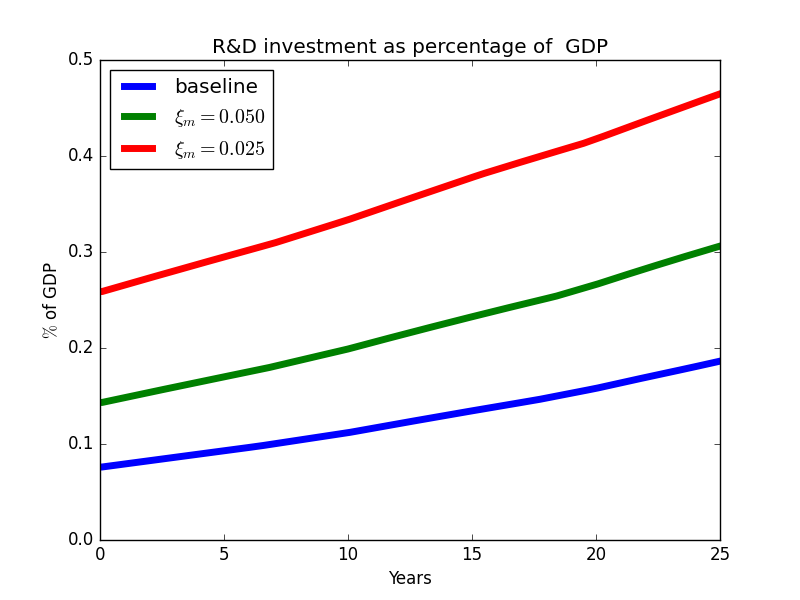 R&D investment as percentage of  GDP
baseline
ξₘ = 0.050
ξₘ = 0.025
0.5
0.4
0.3
0.2
0.1
0.0
% of GDP
0 5 10 15 20 25
Years